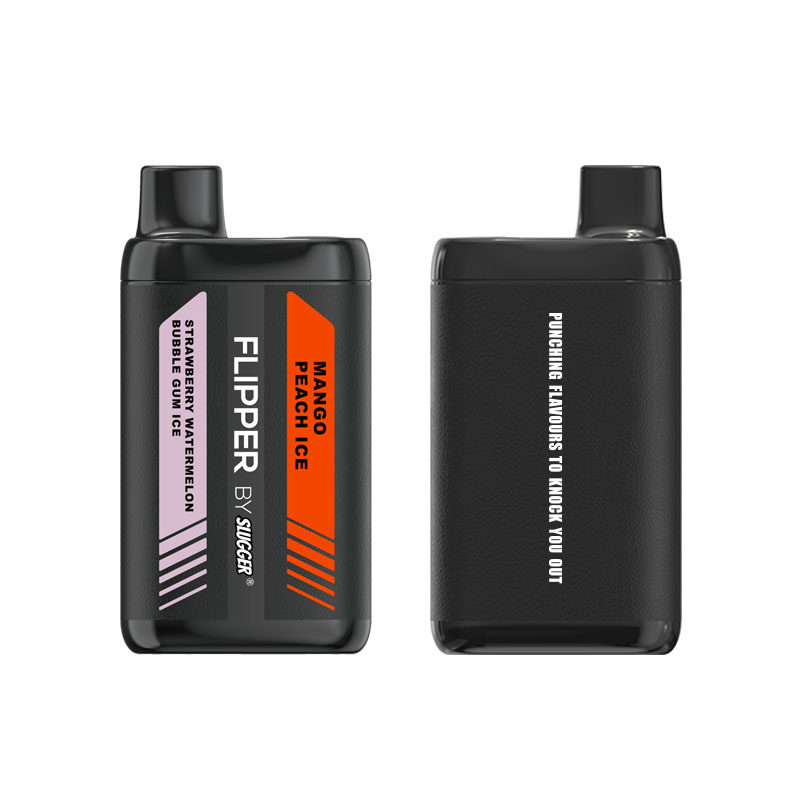 STRAWBERRY WATERMELON
BUBBLE GUM ICE
FLIPPER BY SLUGGER®
MANGO
PEACH ICE
PUNCHING FLAVOURS TO KNOCK YOU OUT